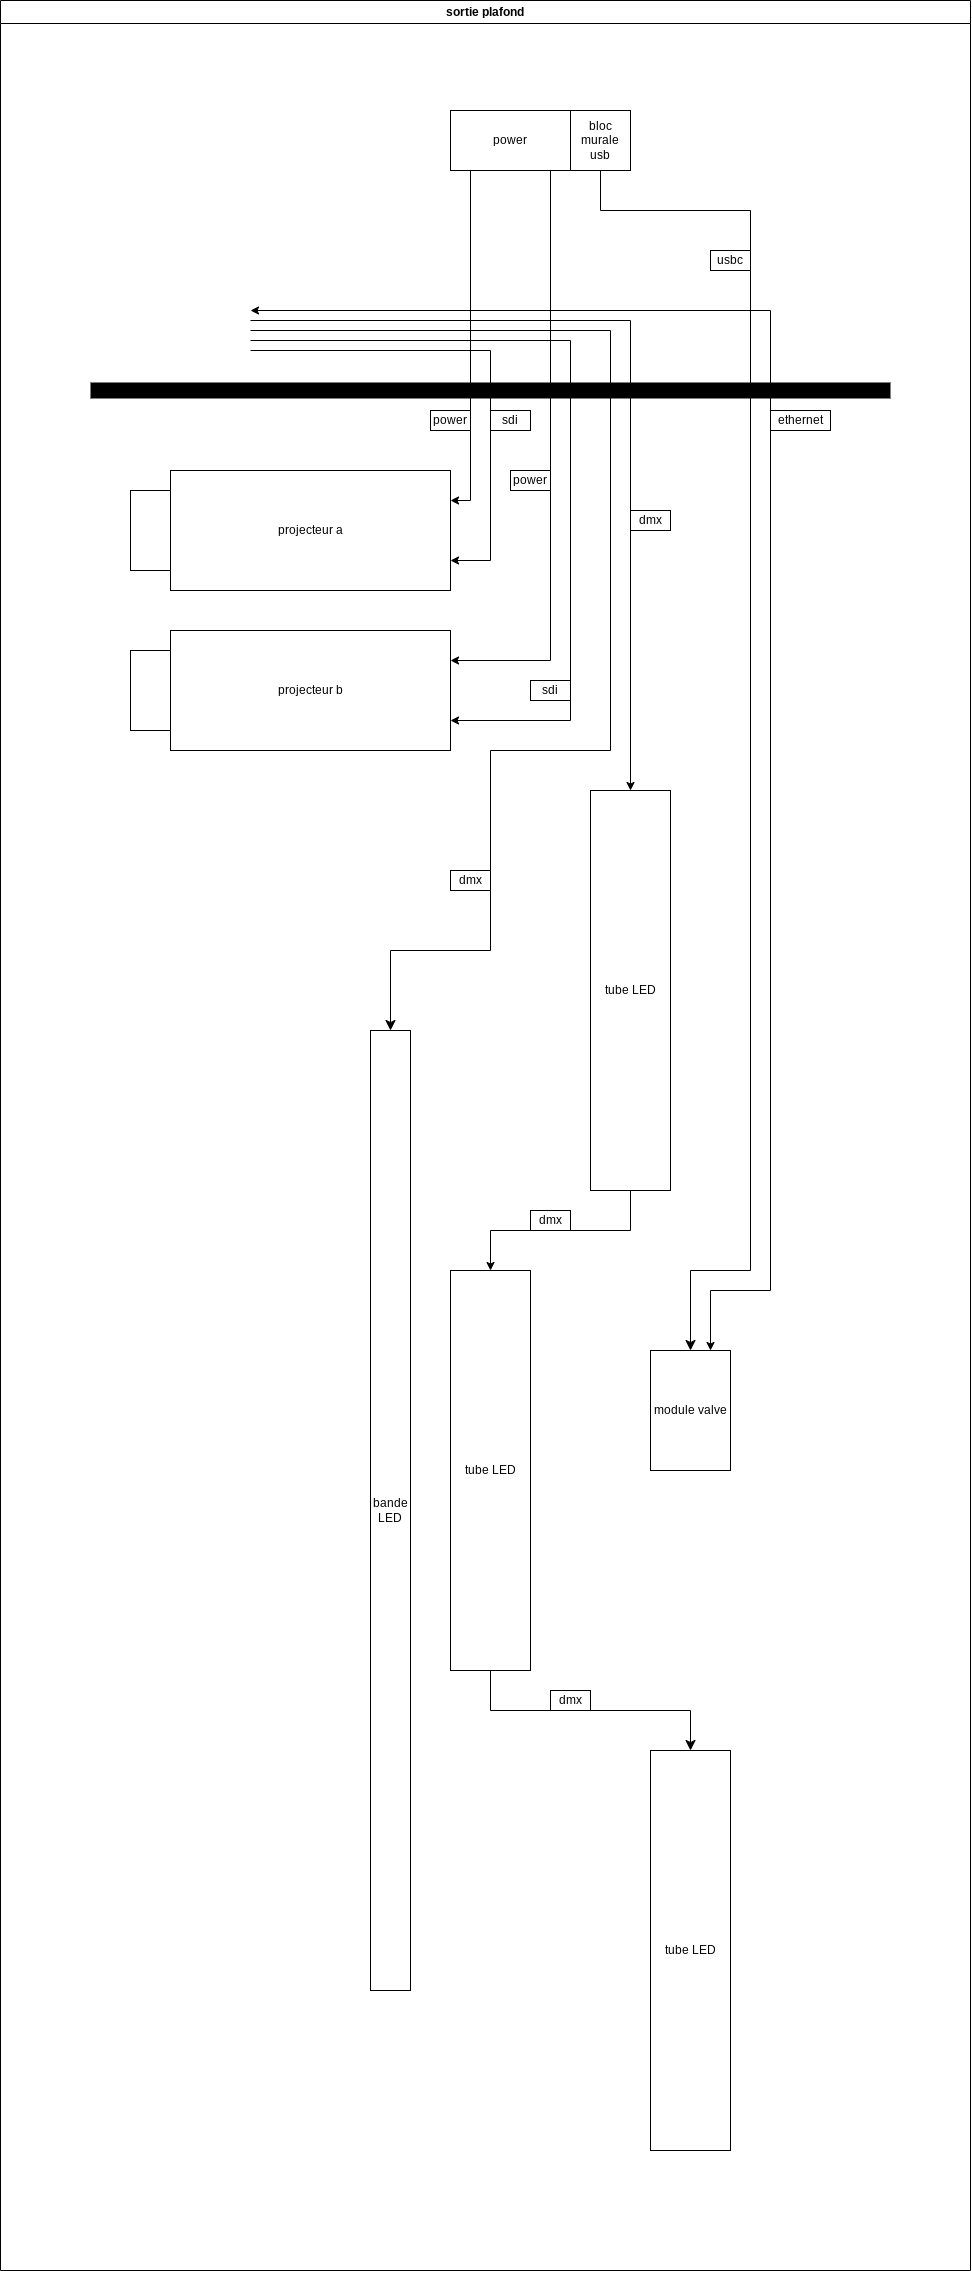 sortie plafond
power
bloc
murale
usb
usbc
power
sdi
ethernet
power
projecteur a
dmx
projecteur b
sdi
dmx
tube LED
dmx
module valve
tube LED
bande
LED
dmx
tube LED